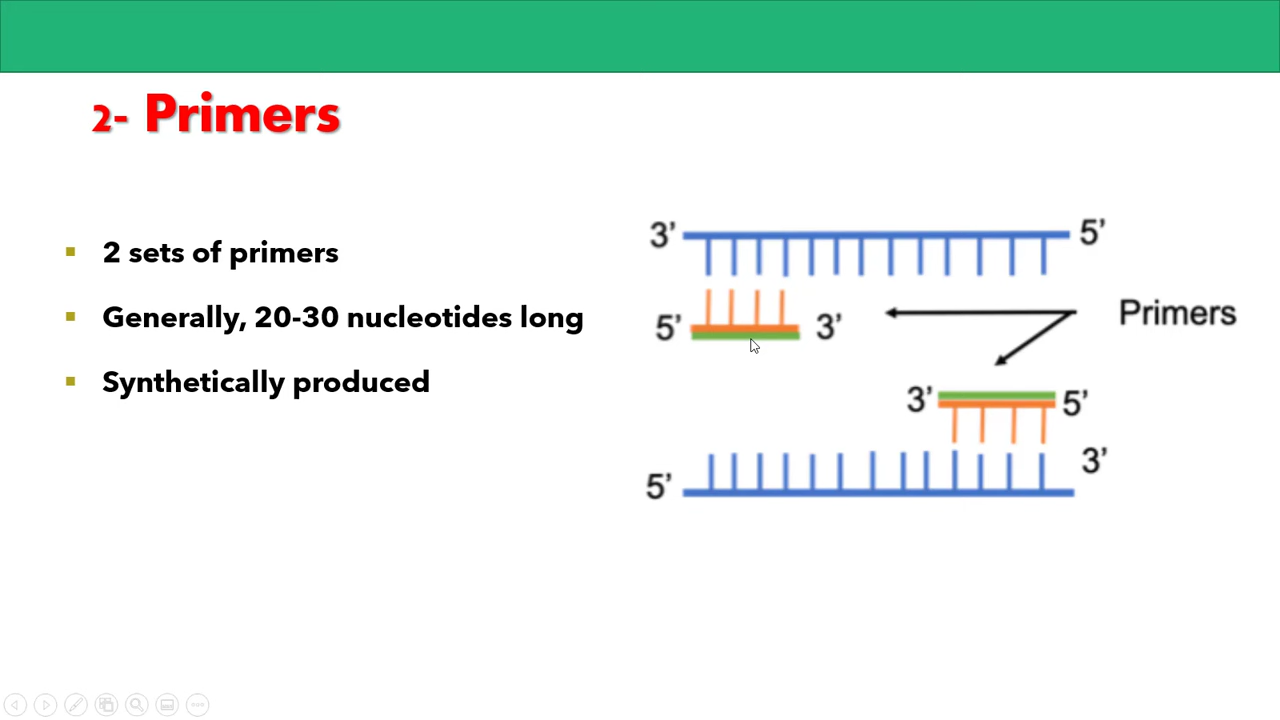 2- Primers
2 sets of primers
Generally, 20-30 nucleotides long
Synthetically produced
3’ 5’
5’ 3’ Primers
3’ 5’
5’ 3’